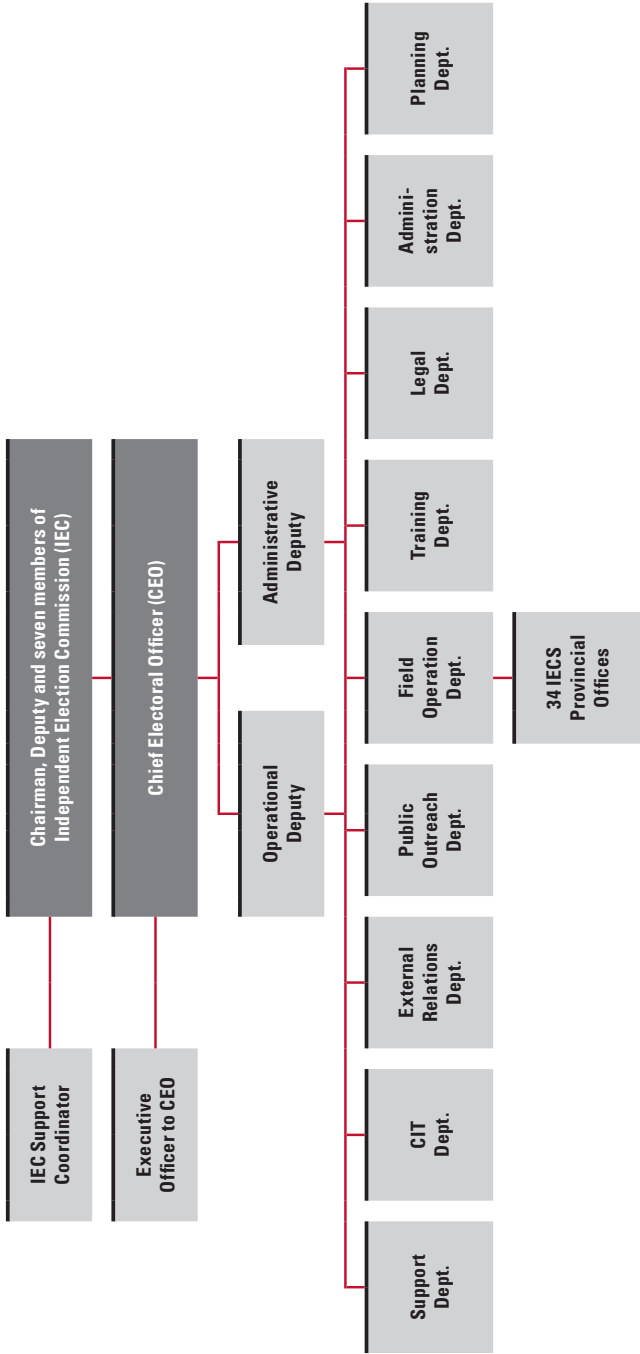 Chairman, Deputy and seven members of
Independent Election Commission (IEC)
IEC Support
Coordinator
Chief Electoral Officer (CEO)
Executive
Officer to CEO
Operational
Deputy
Administrative
Deputy
Support
Dept.
CIT
Dept.
External
Relations
Dept.
Public
Outreach
Dept.
Field
Operation
Dept.
Training
Dept.
Legal
Dept.
Admini-
stration
Dept.
Planning
Dept.
34 IECS
Provincial
Offices